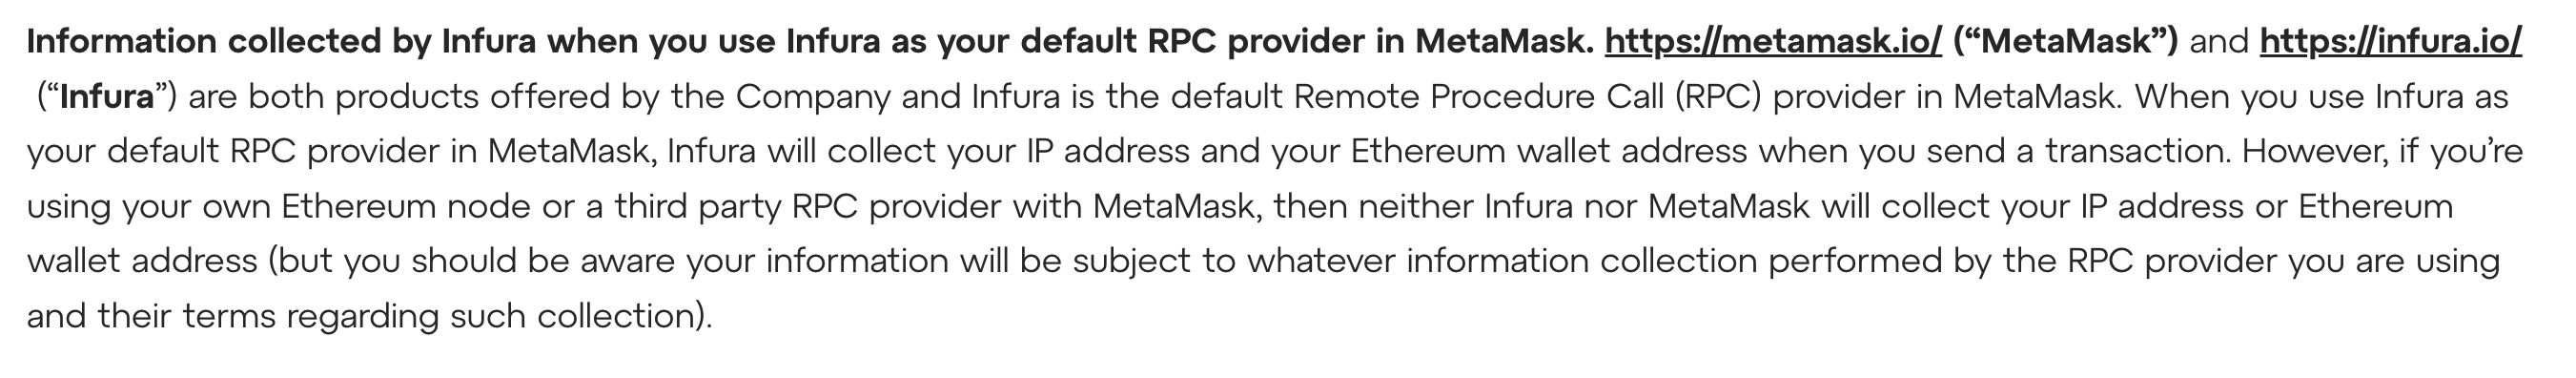 Information collected by Infura when you use Infura as your default RPC provider in MetaMask. https://metamask.io/ (“MetaMask”) and https://infura.io/
(“Infura”) are both products offered by the Company and Infura is the default Remote Procedure Call (RPC) provider in MetaMask. When you use Infura as
your default RPC provider in MetaMask, Infura will collect your IP address and your Ethereum wallet address when you send a transaction. However, if you’re
using your own Ethereum node or a third party RPC provider with MetaMask, then neither Infura nor MetaMask will collect your IP address or Ethereum
wallet address (but you should be aware your information will be subject to whatever information collection performed by the RPC provider you are using
and their terms regarding such collection).